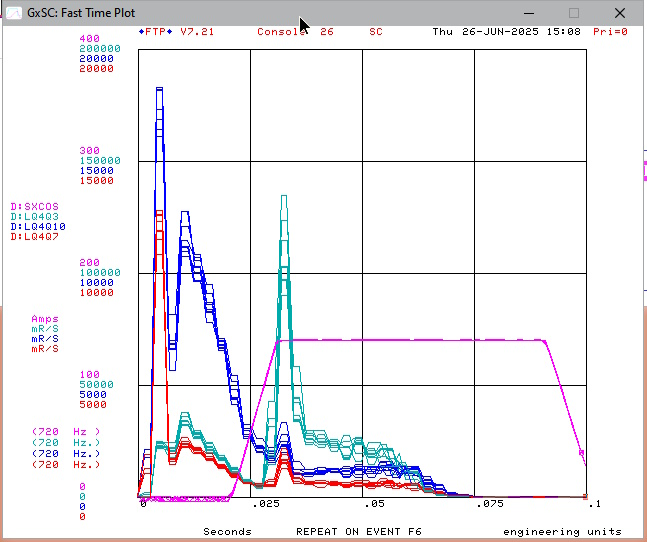 GxSC: Fast Time Plot
♦FTP♦ V7.21 Console 26 SC Thu 26-JUN-2025 15:08 Pri=0
400
200000
20000
20000
300
150000
15000
15000
D:SXCOS
D:LQ4Q3
D:LQ4Q10
D:LQ4Q7
200
100000
10000
10000
Amps
mR/S
mR/S
mR/S
100
50000
5000
5000
(720 Hz.)
(720 Hz.)
(720 Hz.)
(720 Hz.)
0
0
0
0
0 .025 .05 .075 .1
Seconds REPEAT ON EVENT F6 engineering units